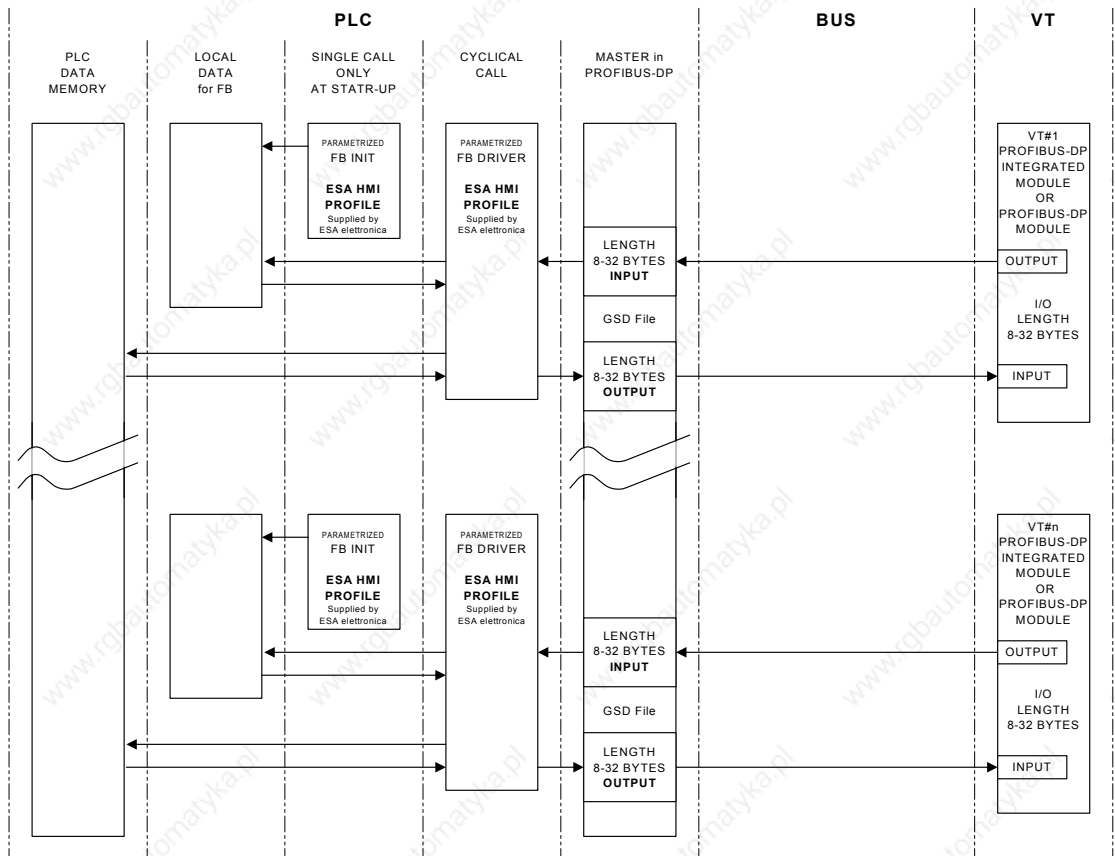 PLC
BUS
VT
PLC
DATA
MEMORY
LOCAL
DATA
for FB
SINGLE CALL
ONLY
AT STATR-UP
CYCLICAL
CALL
MASTER in
PROFIBUS-DP
PARAMETRIZED
FB INIT
ESA HMI
PROFILE
Supplied by
ESA elettronica
PARAMETRIZED
FB DRIVER
ESA HMI
PROFILE
Supplied by
ESA elettronica
LENGTH
8-32 BYTES
INPUT
GSD File
LENGTH
8-32 BYTES
OUTPUT
VT#1
PROFIBUS-DP
INTEGRATED
MODULE
OR
PROFIBUS-DP
MODULE
OUTPUT
I/O
LENGTH
8-32 BYTES
INPUT
PARAMETRIZED
FB INIT
ESA HMI
PROFILE
Supplied by
ESA elettronica
PARAMETRIZED
FB DRIVER
ESA HMI
PROFILE
Supplied by
ESA elettronica
LENGTH
8-32 BYTES
INPUT
GSD File
LENGTH
8-32 BYTES
OUTPUT
VT#n
PROFIBUS-DP
INTEGRATED
MODULE
OR
PROFIBUS-DP
MODULE
OUTPUT
I/O
LENGTH
8-32 BYTES
INPUT
www.rgbautomatyka.pl